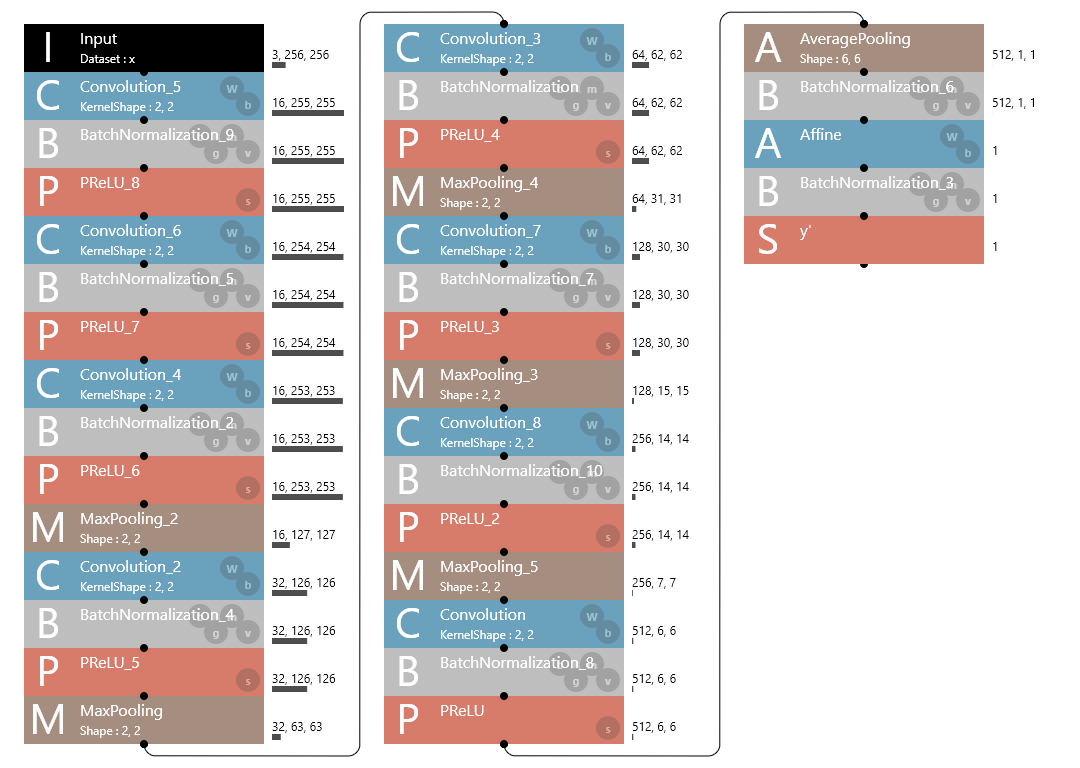 I Input 3, 256, 256
Dataset : x
C Convolution_5 W 16, 255, 255
KernelShape : 2, 2 b
B BatchNormalization_9 m 16, 255, 255
g v
P PReLU_8 s 16, 255, 255
C Convolution_6 W 16, 254, 254
KernelShape : 2, 2 b
B BatchNormalization_5 m 16, 254, 254
g v
P PReLU_7 s 16, 254, 254
C Convolution_4 W 16, 253, 253
KernelShape : 2, 2 b
B BatchNormalization_2 m 16, 253, 253
g v
P PReLU_6 s 16, 253, 253
M MaxPooling_2 16, 127, 127
Shape : 2, 2
C Convolution_2 W 32, 126, 126
KernelShape : 2, 2 b
B BatchNormalization_4 m 32, 126, 126
g v
P PReLU_5 s 32, 126, 126
M MaxPooling 32, 63, 63
Shape : 2, 2
C Convolution_3 W 64, 62, 62
KernelShape : 2, 2 b
B BatchNormalization m 64, 62, 62
g v
P PReLU_4 s 64, 62, 62
M MaxPooling_4 64, 31, 31
Shape : 2, 2
C Convolution_7 W 128, 30, 30
KernelShape : 2, 2 b
B BatchNormalization_7 m 128, 30, 30
g v
P PReLU_3 s 128, 30, 30
M MaxPooling_3 128, 15, 15
Shape : 2, 2
C Convolution_8 W 256, 14, 14
KernelShape : 2, 2 b
B BatchNormalization_10 256, 14, 14
g v
P PReLU_2 s 256, 14, 14
M MaxPooling_5 256, 7, 7
Shape : 2, 2
C Convolution W 512, 6, 6
KernelShape : 2, 2 b
B BatchNormalization_8 m 512, 6, 6
g v
P PReLU s 512, 6, 6
A AveragePooling 512, 1, 1
Shape : 6, 6
B BatchNormalization_6 m 512, 1, 1
g v
A Affine W 1
b
B BatchNormalization_3 m 1
g v
S y' 1